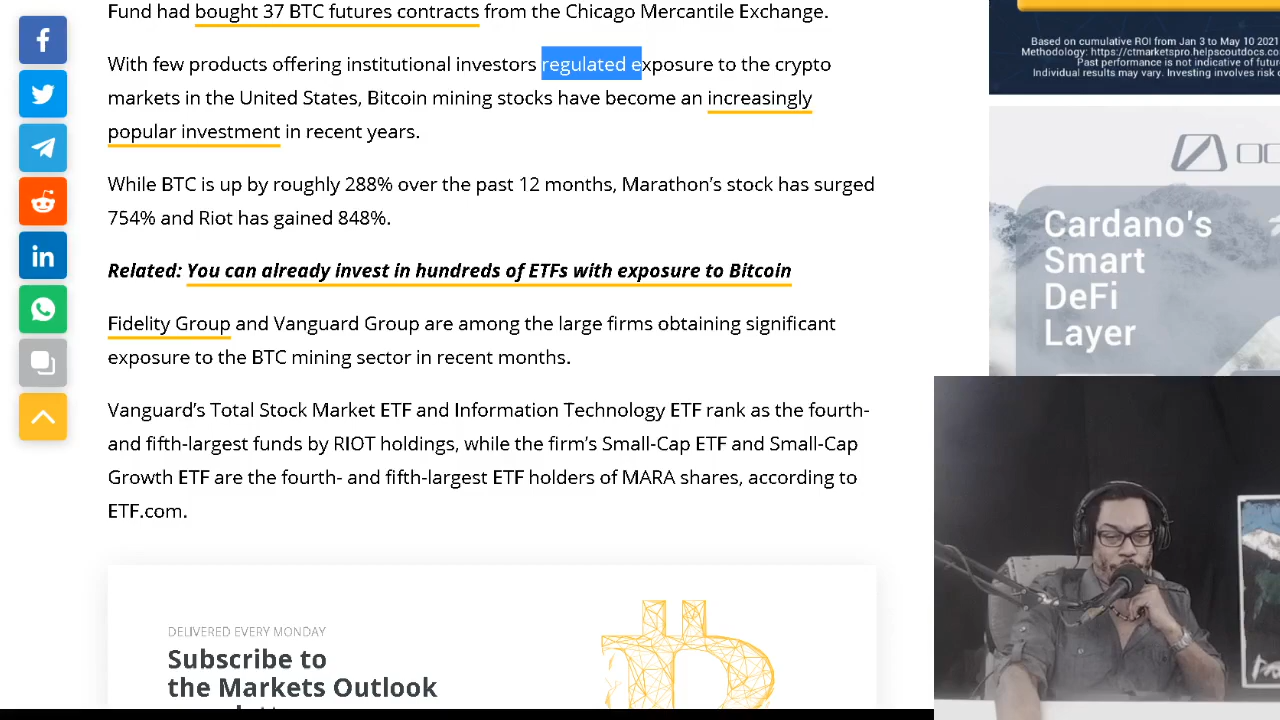 Fund had bought 37 BTC futures contracts from the Chicago Mercantile Exchange.
With few products offering institutional investors regulated exposure to the crypto
markets in the United States, Bitcoin mining stocks have become an increasingly
popular investment in recent years.
While BTC is up by roughly 288% over the past 12 months, Marathon’s stock has surged
754% and Riot has gained 848%.
Related: You can already invest in hundreds of ETFs with exposure to Bitcoin
Fidelity Group and Vanguard Group are among the large firms obtaining significant
exposure to the BTC mining sector in recent months.
Vanguard’s Total Stock Market ETF and Information Technology ETF rank as the fourth-
and fifth-largest funds by RIOT holdings, while the firm’s Small-Cap ETF and Small-Cap
Growth ETF are the fourth- and fifth-largest ETF holders of MARA shares, according to
ETF.com.
DELIVERED EVERY MONDAY
Subscribe to
the Markets Outlook
Based on cumulative ROI from Jan 3 to May 10 2021
Methodology: https://ctmarketspro.helpscoutdocs.co
Past performance is not indicative of futur
Individual results may vary. Investing involves risk o
Cardano's
Smart
DeFi
Layer